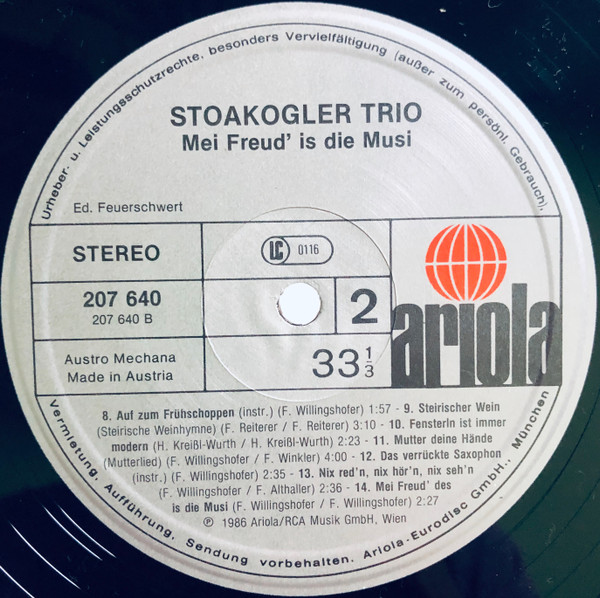 Urheber- u. Leistungsschutzrechte, besonders Vervielfältigung (außer zum persönl. Gebrauch),
STOAKOGLER TRIO
Mei Freud' is die Musi
Ed. Feuerschwert
STEREO
LC 0116
207 640
207 640 B
2
ariola
Austro Mechana
Made in Austria
33 1/3
8. Auf zum Frühschoppen (instr.) (F. Willingshofer) 1:57 - 9. Steirischer Wein
(Steirische Weinhymne) (F. Reiterer / F. Reiterer) 3:10 - 10. Fensterln ist immer
modern (H. Kreißl-Wurth / H. Kreißl-Wurth) 2:23 - 11. Mutter deine Hände
(Mutterlied) (F. Willingshofer / F. Winkler) 4:00 - 12. Das verrückte Saxophon
(instr.) (F. Willingshofer) 2:35 - 13. Nix red'n, nix hör'n, nix seh'n
(F. Willingshofer / F. Althaller) 2:36 - 14. Mei Freud' des
is die Musi (F. Willingshofer / F. Willingshofer) 2:27
℗ 1986 Ariola/RCA Musik GmbH, Wien
Vermietung, Aufführung, Sendung vorbehalten. Ariola-Eurodisc GmbH., München